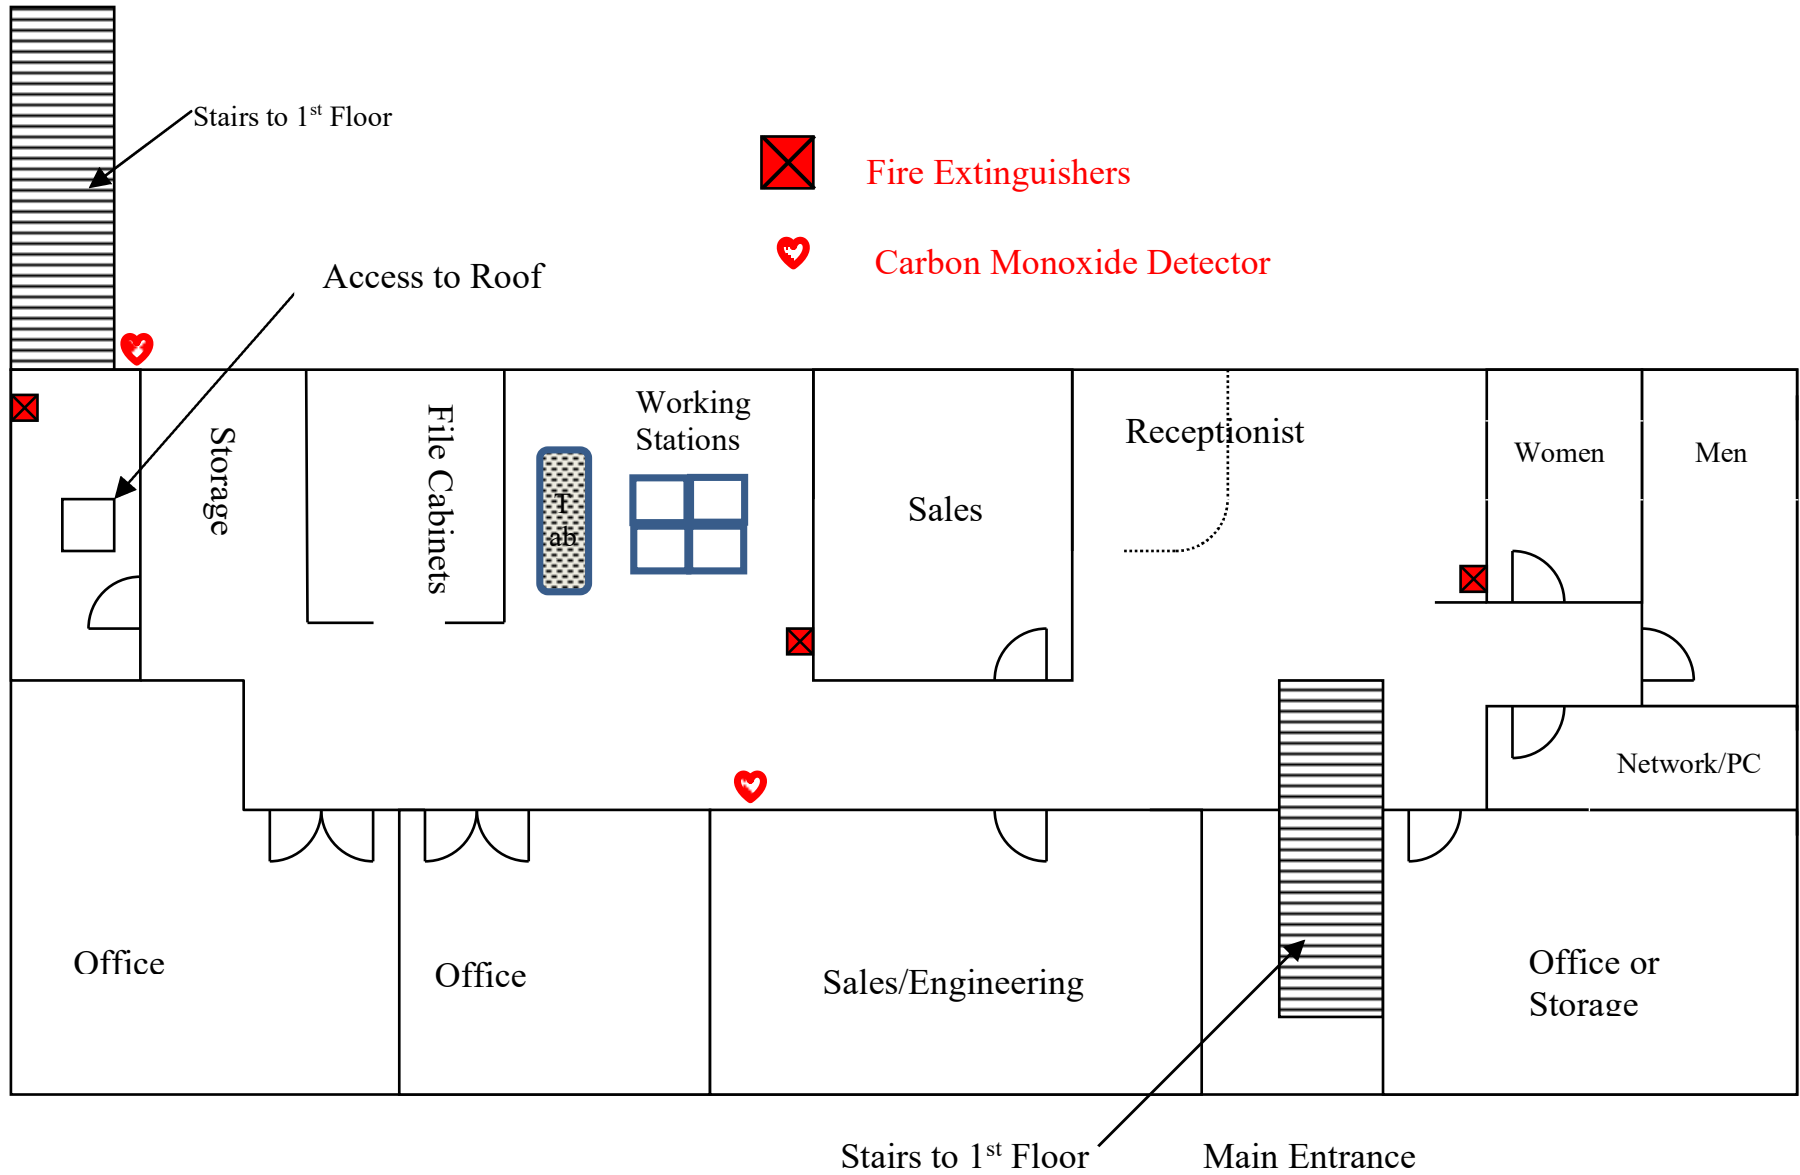 Stairs to 1st Floor
Fire Extinguishers
Carbon Monoxide Detector
Access to Roof
Storage
File Cabinets
Working
Stations
T
ab
Sales
Receptionist
Women
Men
Network/PC
Office
Office
Sales/Engineering
Office or
Storage
Stairs to 1st Floor
Main Entrance